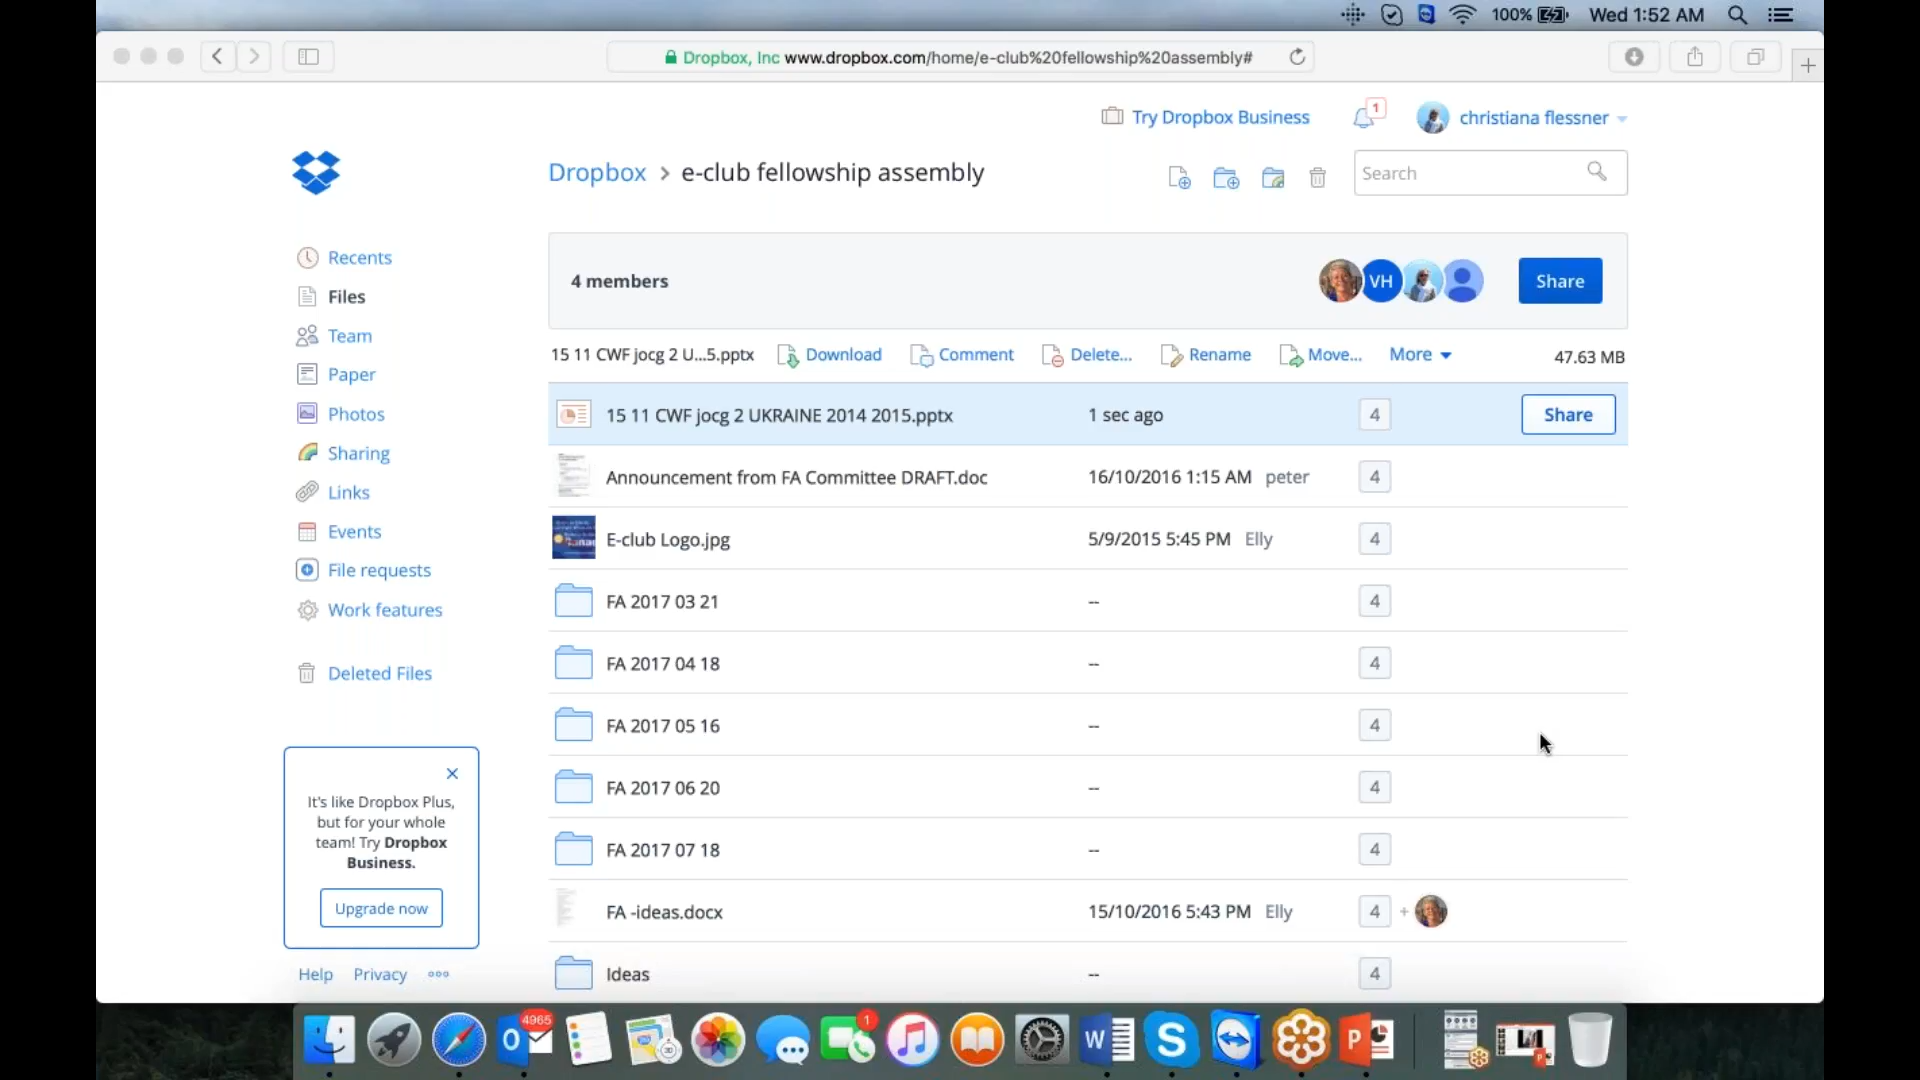 100% Wed 1:52 AM
Dropbox, Inc www.dropbox.com/home/e-club%20fellowship%20assembly#
Try Dropbox Business 1 christiana flessner
Dropbox > e-club fellowship assembly Search
Recents
Files
Team
Paper
Photos
Sharing
Links
Events
File requests
Work features
Deleted Files
It's like Dropbox Plus,
but for your whole
team! Try Dropbox
Business.
Upgrade now
Help Privacy
4 members VH Share
15 11 CWF jocg 2 U...5.pptx Download Comment Delete... Rename Move... More 47.63 MB
15 11 CWF jocg 2 UKRAINE 2014 2015.pptx 1 sec ago 4 Share
Announcement from FA Committee DRAFT.doc 16/10/2016 1:15 AM peter 4
E-club Logo.jpg 5/9/2015 5:45 PM Elly 4
FA 2017 03 21 -- 4
FA 2017 04 18 -- 4
FA 2017 05 16 -- 4
FA 2017 06 20 -- 4
FA 2017 07 18 -- 4
FA -ideas.docx 15/10/2016 5:43 PM Elly 4 +
Ideas -- 4
4965 1